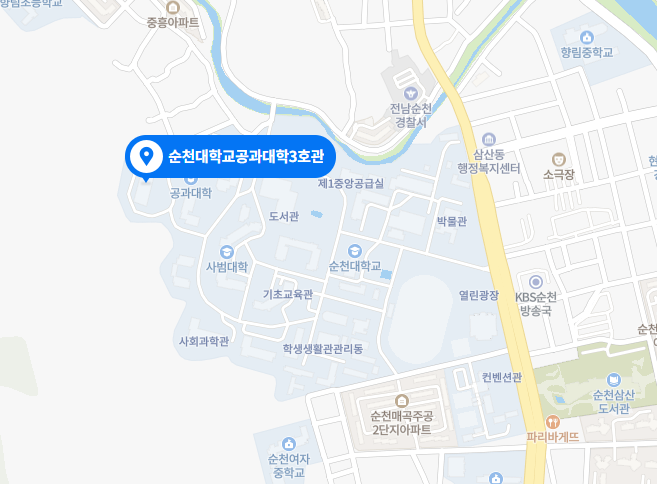 향림초등학교
중흥아파트
향림중학교
전남순천
경찰서
삼산동
행정복지센터
소극장
현
순천대학교공과대학3호관
공과대학
제1중앙공급실
도서관
박물관
사범대학
순천대학교
기초교육관
열린광장
KBS순천
방송국
순천
사회과학관
학생생활관관리동
컨벤션관
순천삼산
도서관
순천매곡주공
2단지아파트
파리바게뜨
순천여자
중학교